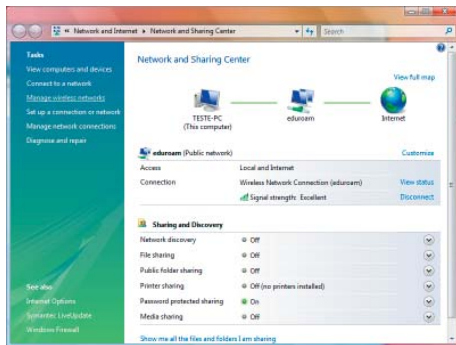 « Network and Internet ▸ Network and Sharing Center
Search
Tasks
View computers and devices
Connect to a network
Manage wireless networks
Set up a connection or network
Manage network connections
Diagnose and repair
See also
Internet Options
Symantec LiveUpdate
Windows Firewall
Network and Sharing Center
View full map
TESTE-PC
(This computer)
eduroam
Internet
eduroam (Public network)
Customize
Access
Local and Internet
Connection
Wireless Network Connection (eduroam)
View status
Signal strength: Excellent
Disconnect
Sharing and Discovery
Network discovery
Off
File sharing
Off
Public folder sharing
Off
Printer sharing
Off (no printers installed)
Password protected sharing
On
Media sharing
Off
Show me all the files and folders I am sharing